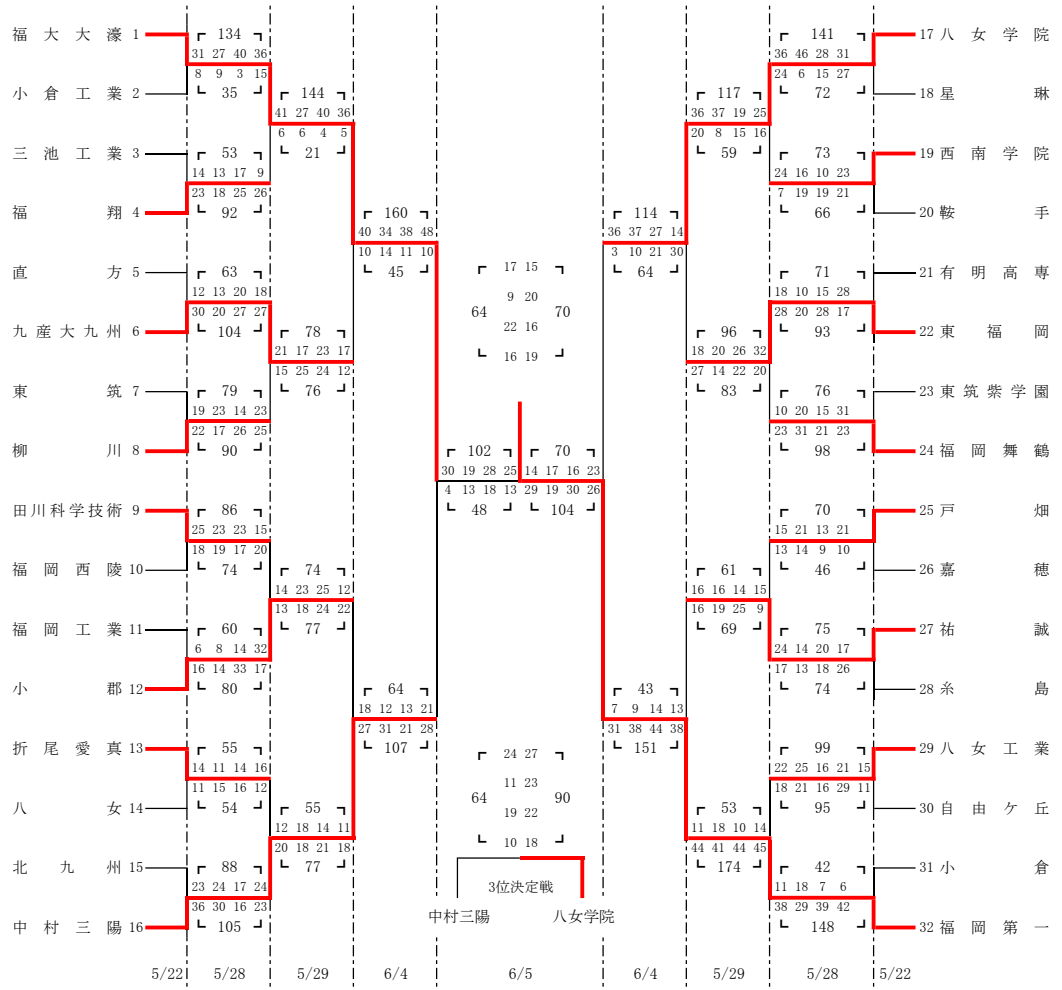 福大大濠 1 134 141 17 八女学院
31 27 40 36 36 46 28 31
8 9 3 15 24 6 15 27
小倉工業 2 35 144 117 72 18 星琳
41 27 40 36 36 37 19 25
6 6 4 5 20 8 15 16
三池工業 3 53 21 59 73 19 西南学院
14 13 17 9 24 16 10 23
23 18 25 26 7 19 19 21
福翔 4 92 160 114 66 20 鞍手
40 34 38 48 36 37 27 14
10 14 11 10 3 10 21 30
直方 5 63 45 17 15 64 71 21 有明高専
12 13 20 18 9 20 18 10 15 28
30 20 27 27 64 70 28 20 28 17
九産大九州 6 104 78 22 16 96 93 22 東福岡
21 17 23 17 16 19 18 20 26 32
15 25 24 12 27 14 22 20
東筑 7 79 76 83 76 23 東筑紫学園
19 23 14 23 10 20 15 31
22 17 26 25 23 31 21 23
柳川 8 90 102 70 98 24 福岡舞鶴
30 19 28 25 14 17 16 23
4 13 18 13 29 19 30 26
田川科学技術 9 86 48 104 70 25 戸畑
25 23 23 15 15 21 13 21
18 19 17 20 13 14 9 10
福岡西陵 10 74 74 61 46 26 嘉穂
14 23 25 12 16 16 14 15
13 18 24 22 16 19 25 9
福岡工業 11 60 77 69 75 27 祐誠
6 8 14 32 24 14 20 17
16 14 33 17 17 13 18 26
小郡 12 80 64 43 74 28 糸島
18 12 13 21 7 9 14 13
27 31 21 28 31 38 44 38
折尾愛真 13 55 107 24 27 151 99 29 八女工業
14 11 14 16 11 23 22 25 16 21 15
11 15 16 12 64 90 18 21 16 29 11
八女 14 54 55 19 22 53 95 30 自由ケ丘
12 18 14 11 10 18 11 18 10 14
20 18 21 18 44 41 44 45
北九州 15 88 77 174 42 31 小倉
23 24 17 24 3位決定戦 11 18 7 6
36 30 16 23 38 29 39 42
中村三陽 16 105 中村三陽 八女学院 148 32 福岡第一
5/22 5/28 5/29 6/4 6/5 6/4 5/29 5/28 5/22